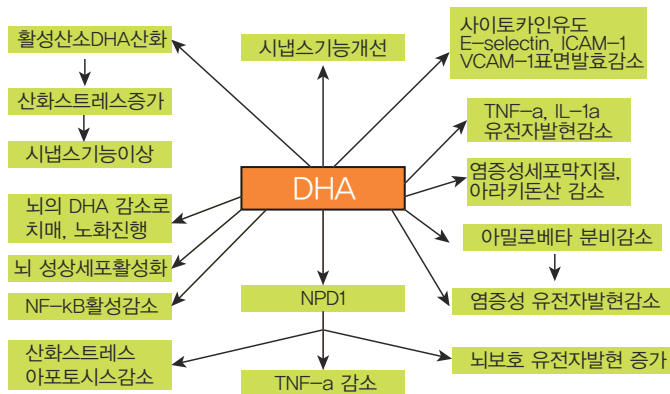 활성산소DHA산화
산화스트레스증가
시냅스기능이상
시냅스기능개선
사이토카인유도
E-selectin, ICAM-1
VCAM-1표면발효감소
TNF-a, IL-1a
유전자발현감소
염증성세포막지질,
아라키돈산 감소
DHA
뇌의 DHA 감소로
치매, 노화진행
뇌 성상세포활성화
NF-kB활성감소
아밀로베타 분비감소
염증성 유전자발현감소
NPD1
산화스트레스
아포토시스감소
TNF-a 감소
뇌보호 유전자발현 증가